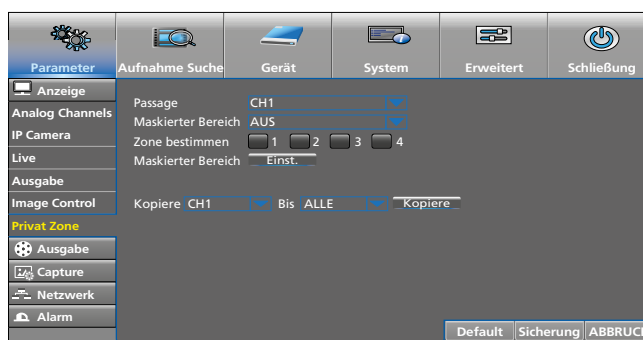 Parameter Aufnahme Suche Gerät System Erweitert Schließung
Anzeige
Analog Channels
IP Camera
Live
Ausgabe
Image Control
Privat Zone
Ausgabe
Capture
Netzwerk
Alarm
Passage CH1
Maskierter Bereich AUS
Zone bestimmen 1 2 3 4
Maskierter Bereich Einst.
Kopiere CH1 Bis ALLE Kopiere
Default Sicherung ABBRUCH